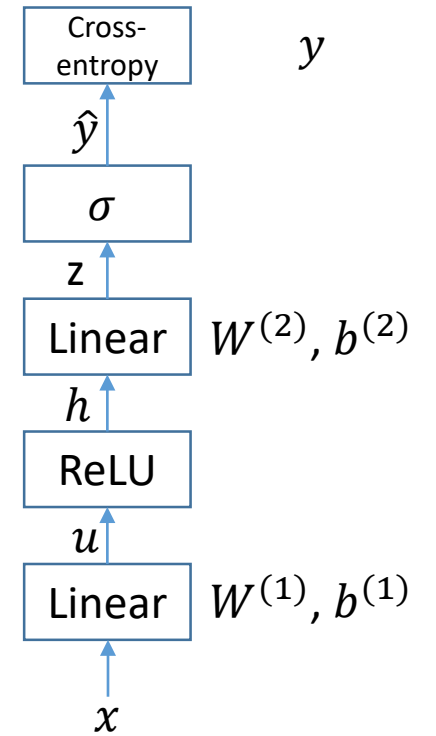 Cross-
entropy
y
ŷ
σ
z
Linear W^(2), b^(2)
h
ReLU
u
Linear W^(1), b^(1)
x